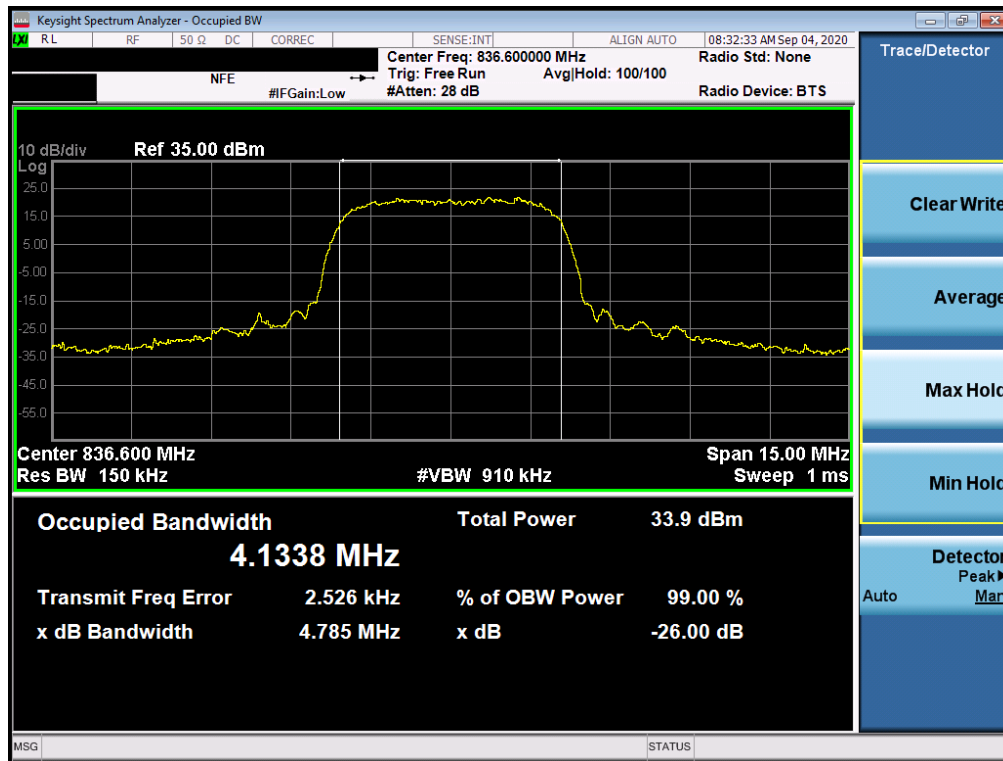 Keysight Spectrum Analyzer - Occupied BW
LXI RL RF 50 Ω DC CORREC SENSE:INT ALIGN AUTO 08:32:33 AM Sep 04, 2020
Center Freq: 836.600000 MHz Radio Std: None
NFE Trig: Free Run Avg|Hold: 100/100
#IFGain:Low #Atten: 28 dB Radio Device: BTS
10 dB/div Ref 35.00 dBm
Log
25.0
15.0
5.00
-5.00
-15.0
-25.0
-35.0
-45.0
-55.0
Center 836.600 MHz Span 15.00 MHz
Res BW 150 kHz #VBW 910 kHz Sweep 1 ms
Occupied Bandwidth Total Power 33.9 dBm
4.1338 MHz
Transmit Freq Error 2.526 kHz % of OBW Power 99.00 %
x dB Bandwidth 4.785 MHz x dB -26.00 dB
MSG STATUS
Trace/Detector
Clear Write
Average
Max Hold
Min Hold
Detector
Peak
Auto Man